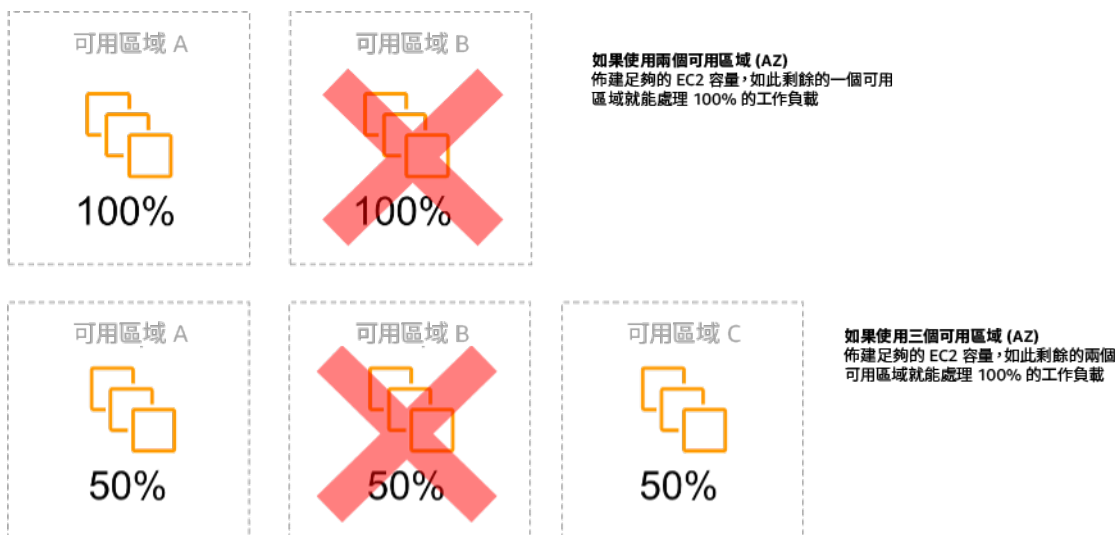 可用區域 A
可用區域 B
如果使用兩個可用區域 (AZ)
佈建足夠的 EC2 容量，如此剩餘的一個可用
區域就能處理 100% 的工作負載
100%
100%
可用區域 A
可用區域 B
可用區域 C
如果使用三個可用區域 (AZ)
佈建足夠的 EC2 容量，如此剩餘的兩個
可用區域就能處理 100% 的工作負載
50%
50%
50%